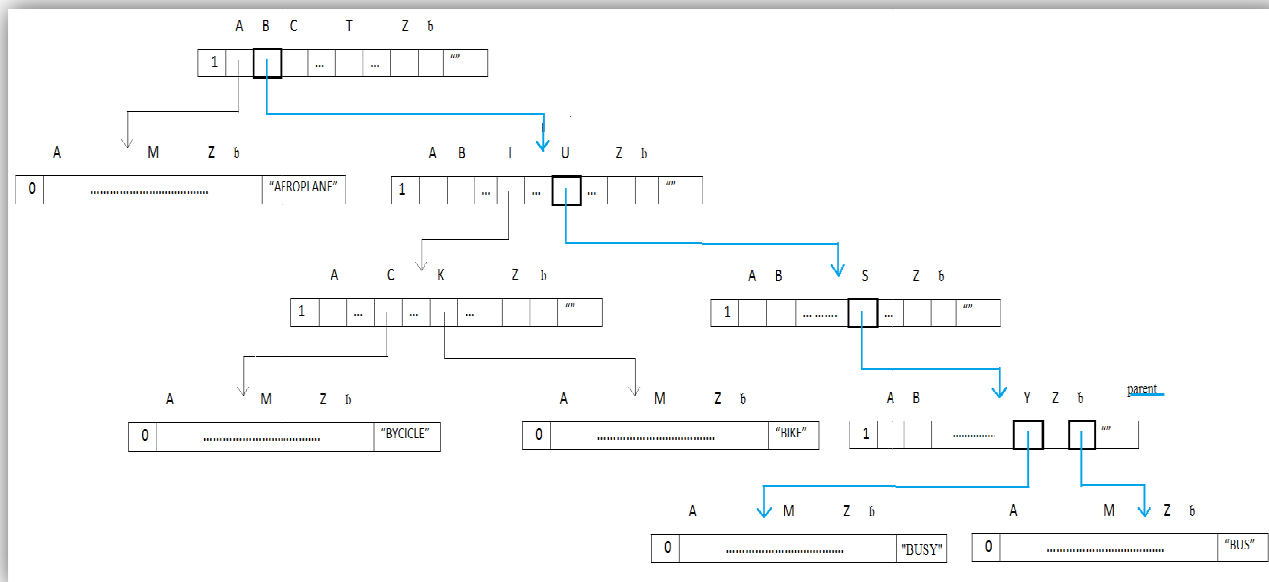 A B C T Z ƀ
1 ... ... “”
A M Z ƀ
A B I U Z ƀ
0 ........................................ “AEROPLANE”
1 ... ... ... “”
A C K Z ƀ
A B S Z ƀ
1 ... ... ... “”
1 ... ....... ... “”
A M Z ƀ
A M Z ƀ
A B Y Z ƀ
parent
0 ........................................ “BYCICLE”
0 ........................................ “BIKE”
1 ............... “”
A M Z ƀ
A M Z ƀ
0 ........................................ "BUSY"
0 ........................................ “BUS”